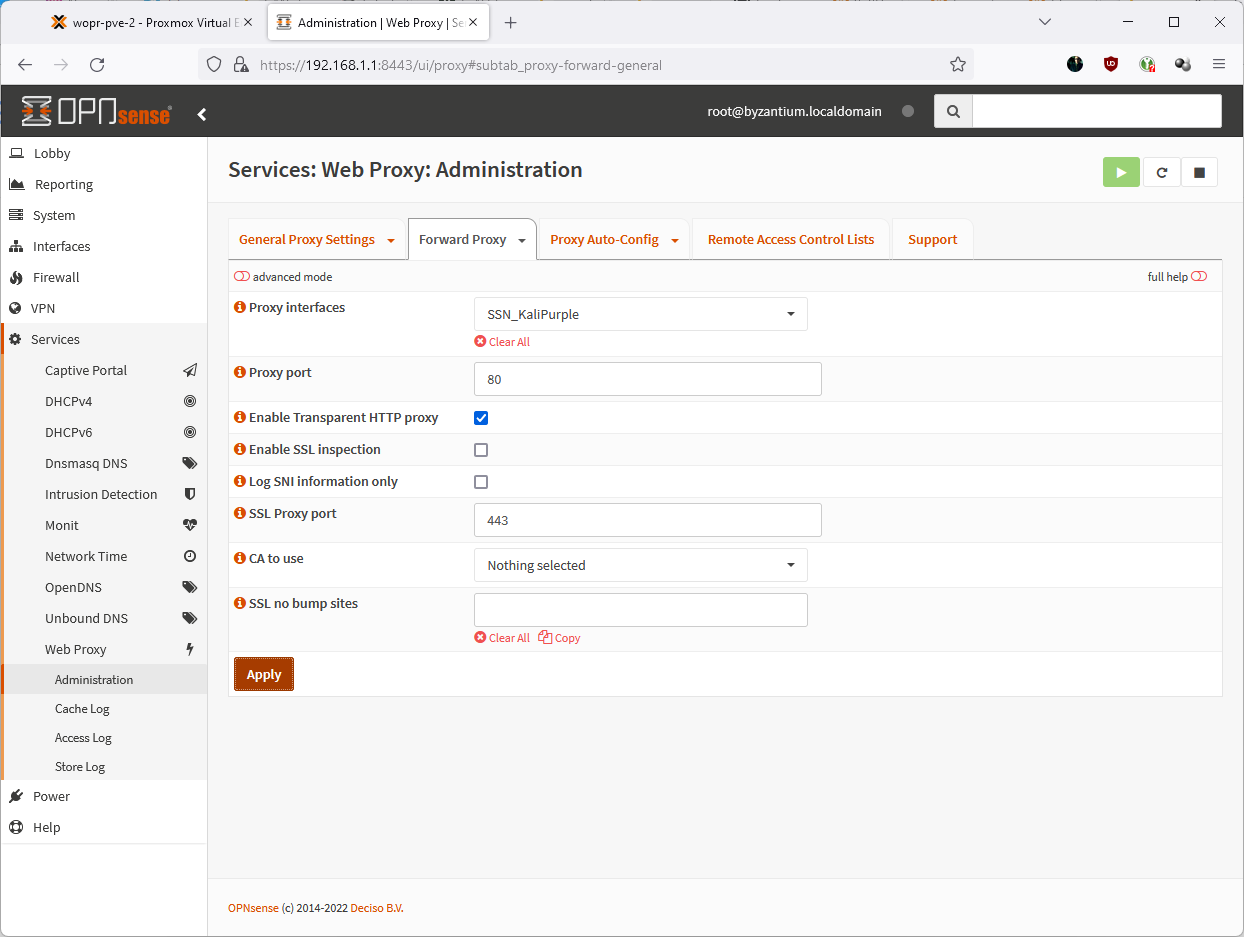 wopr-pve-2 - Proxmox Virtual E
Administration | Web Proxy | Se
https://192.168.1.1:8443/ui/proxy#subtab_proxy-forward-general
OPNsense
root@byzantium.localdomain
Lobby
Reporting
System
Interfaces
Firewall
VPN
Services
Captive Portal
DHCPv4
DHCPv6
Dnsmasq DNS
Intrusion Detection
Monit
Network Time
OpenDNS
Unbound DNS
Web Proxy
Administration
Cache Log
Access Log
Store Log
Power
Help
Services: Web Proxy: Administration
General Proxy Settings
Forward Proxy
Proxy Auto-Config
Remote Access Control Lists
Support
advanced mode
full help
Proxy interfaces
SSN_KaliPurple
Clear All
Proxy port
80
Enable Transparent HTTP proxy
Enable SSL inspection
Log SNI information only
SSL Proxy port
443
CA to use
Nothing selected
SSL no bump sites
Clear All Copy
Apply
OPNsense (c) 2014-2022 Deciso B.V.